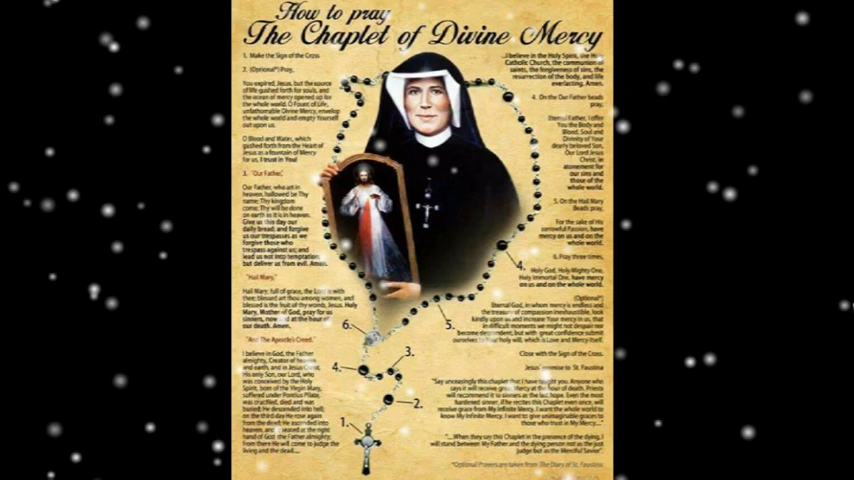 How to pray
The Chaplet of Divine Mercy
1. Make the Sign of the Cross
2. (Optional*) Pray,
You expired, Jesus, but the source
of life gushed forth for souls, and
the ocean of mercy opened up for
the whole world. O Fount of Life,
unfathomable Divine Mercy, envelop
the whole world and empty Yourself
out upon us.
O Blood and Water, which
gushed forth from the Heart of
Jesus as a fountain of Mercy
for us, I trust in You!
3. "Our Father,"
Our Father, who art in
heaven, hallowed be Thy
name; Thy kingdom
come; Thy will be done
on earth as it is in heaven.
Give us this day our
daily bread; and forgive
us our trespasses as we
forgive those who
trespass against us; and
lead us not into temptation
but deliver us from evil. Amen.
"Hail Mary,"
Hail Mary, full of grace, the Lord is with
thee; blessed art thou among women, and
blessed is the fruit of thy womb, Jesus. Holy
Mary, Mother of God, pray for us
sinners, now and at the hour of
our death. Amen.
"And The Apostle's Creed."
I believe in God, the Father
almighty, Creator of heaven
and earth, and in Jesus Christ,
His only Son, our Lord, who
was conceived by the Holy
Spirit, born of the Virgin Mary,
suffered under Pontius Pilate,
was crucified, died and was
buried; He descended into hell;
on the third day He rose again
from the dead; He ascended into
heaven, and is seated at the right
hand of God the Father almighty;
from there He will come to judge the
living and the dead....
...I believe in the Holy Spirit, the Holy
Catholic Church, the communion of
saints, the forgiveness of sins, the
resurrection of the body, and life
everlasting. Amen.
4. On the Our Father beads
pray,
Eternal Father, I offer
You the Body and
Blood, Soul and
Divinity of Your
dearly beloved Son,
Our Lord Jesus
Christ, in
atonement for
our sins and
those of the
whole world.
5. On the Hail Mary
Beads pray,
For the sake of His
sorrowful Passion, have
mercy on us and on the
whole world.
6. Pray three times,
Holy God, Holy Mighty One,
Holy Immortal One, have mercy
on us and on the whole world.
(Optional*)
Eternal God, in whom mercy is endless and
the treasury of compassion inexhaustible, look
kindly upon us and increase Your mercy in us, that
in difficult moments we might not despair nor
become despondent, but with great confidence submit
ourselves to Your holy will, which is Love and Mercy itself.
Close with the Sign of the Cross.
Jesus' promise to St. Faustina
"Say unceasingly this chaplet that I have taught you. Anyone who
says it will receive great Mercy at the hour of death. Priests
will recommend it to sinners as the last hope. Even the most
hardened sinner, if he recites this Chaplet even once, will
receive grace from My Infinite Mercy. I want the whole world to
know My Infinite Mercy. I want to give unimaginable graces to
those who trust in My Mercy...."
"....When they say this Chaplet in the presence of the dying, I
will stand between My Father and the dying person not as the just
judge but as the Merciful Savior".
*Optional Prayers are taken from The Diary of St. Faustina
4.
5.
6.
3.
4.
2.
1.